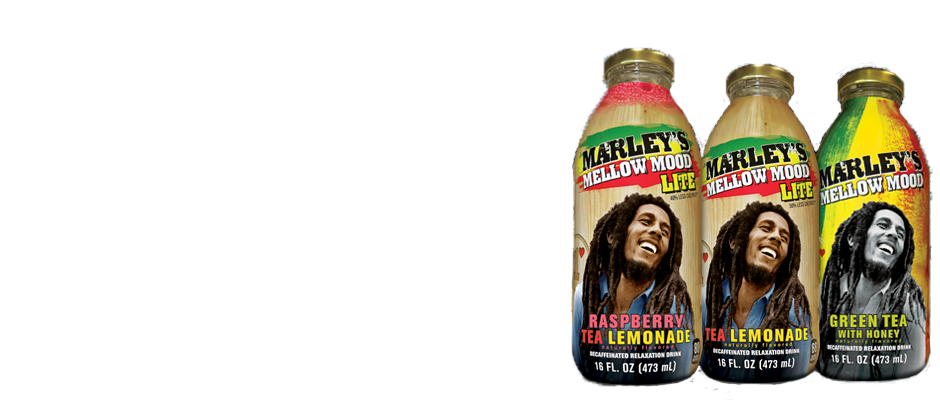 MARLEY'S
MELLOW MOOD
LITE
RASPBERRY
TEA LEMONADE
naturally flavored
DECAFFEINATED RELAXATION DRINK
16 FL. OZ (473 mL)
MARLEY'S
MELLOW MOOD
LITE
50% LESS
TEA LEMONADE
naturally flavored
DECAFFEINATED RELAXATION DRINK
16 FL. OZ (473 mL)
MARLEY'S
MELLOW MOOD
GREEN TEA
WITH HONEY
naturally flavored
DECAFFEINATED RELAXATION DRINK
16 FL. OZ (473 mL)